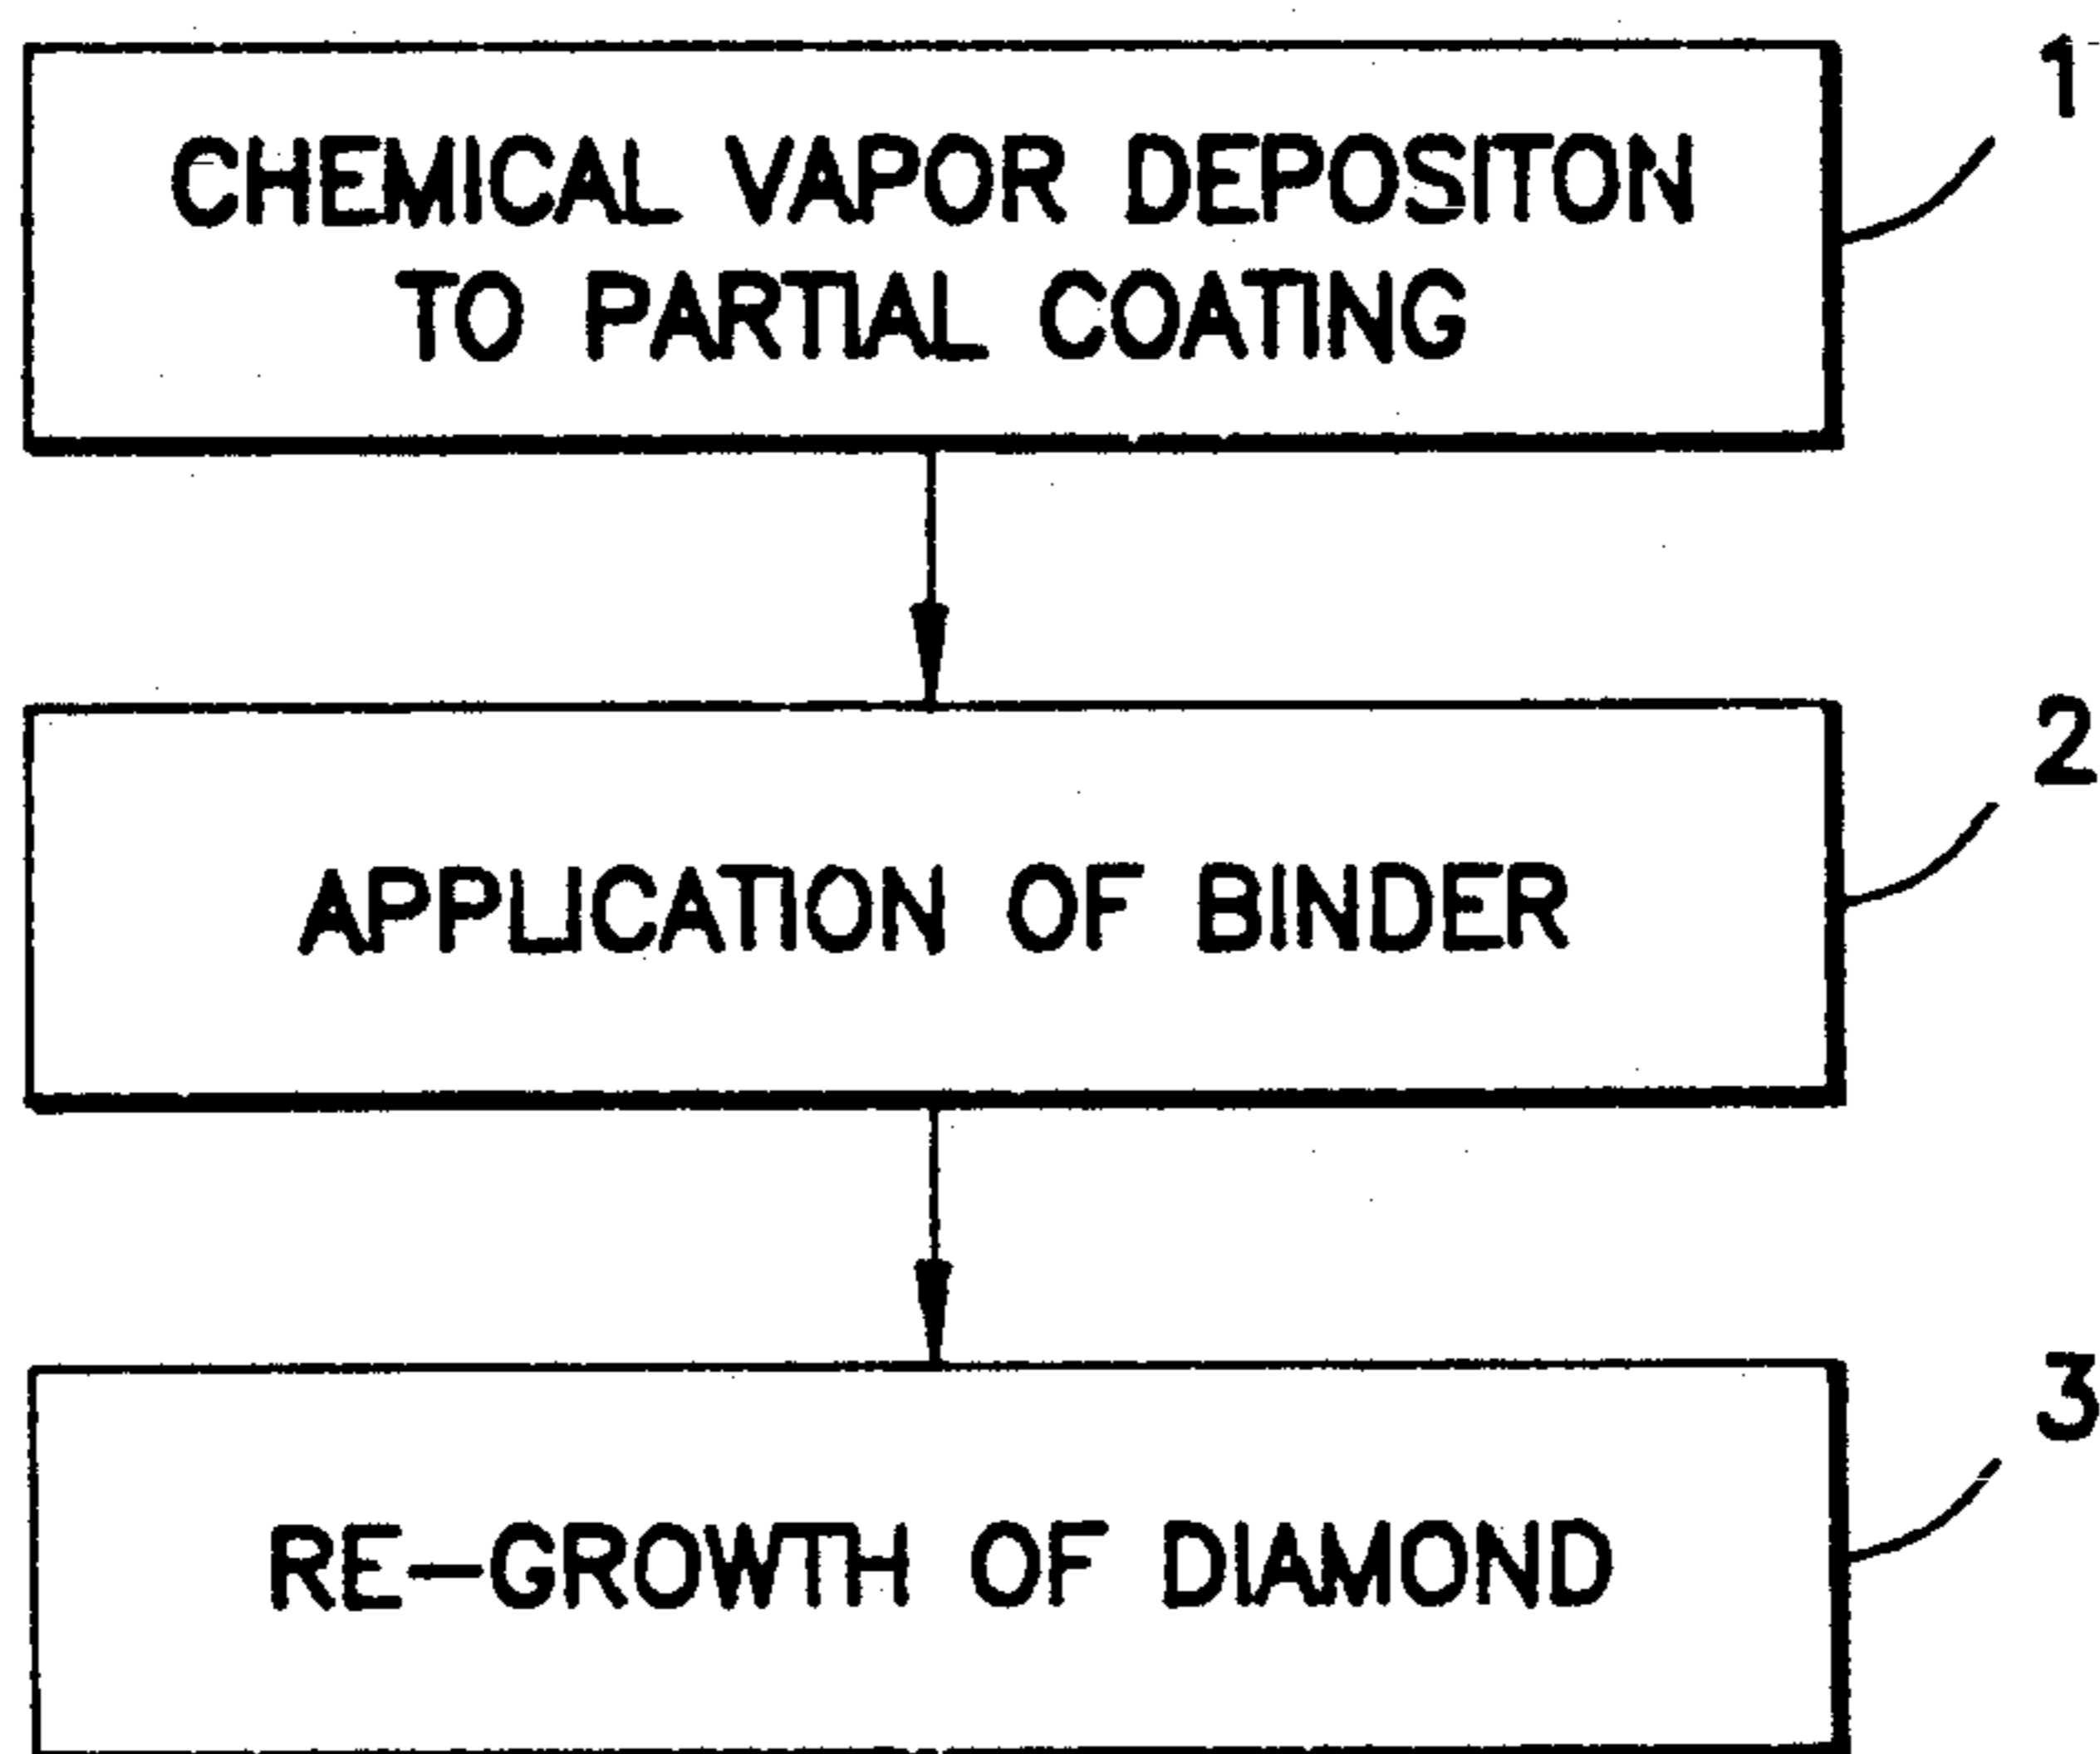 CHEMICAL VAPOR DEPOSITON
TO PARTIAL COATING
1
APPLICATION OF BINDER
2
RE-GROWTH OF DIAMOND
3